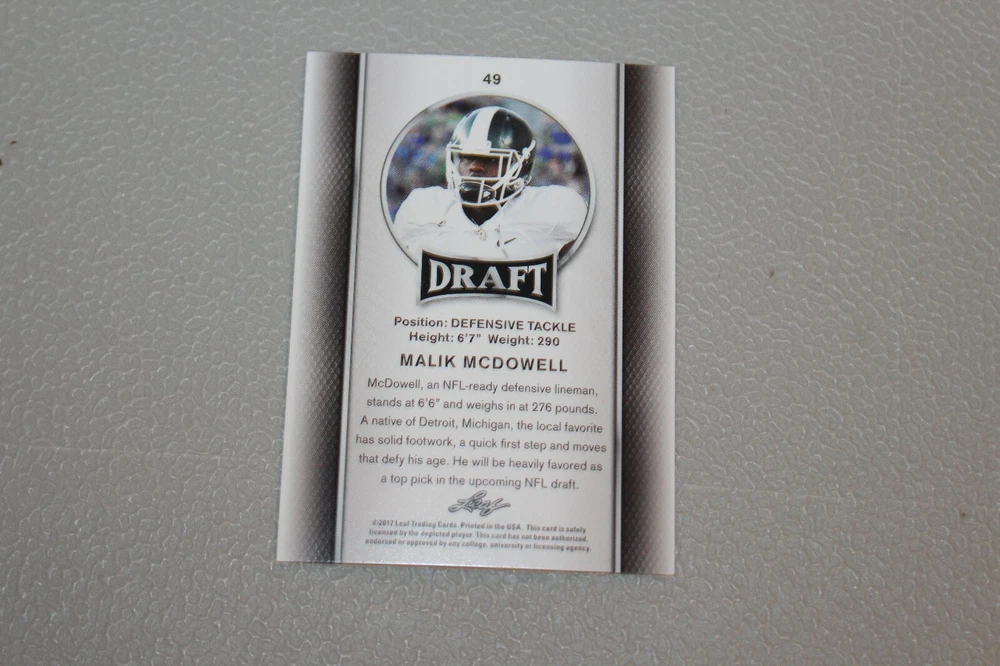 49
DRAFT
Position: DEFENSIVE TACKLE
Height: 6'7" Weight: 290
MALIK MCDOWELL
McDowell, an NFL-ready defensive lineman,
stands at 6'6" and weighs in at 276 pounds.
A native of Detroit, Michigan, the local favorite
has solid footwork, a quick first step and moves
that defy his age. He will be heavily favored as
a top pick in the upcoming NFL draft.
Leaf
©2017 Leaf Trading Cards. Printed in the USA. This card is solely
licensed by the depicted player. This card has not been authorized,
endorsed or approved by any college, university or licensing agency.